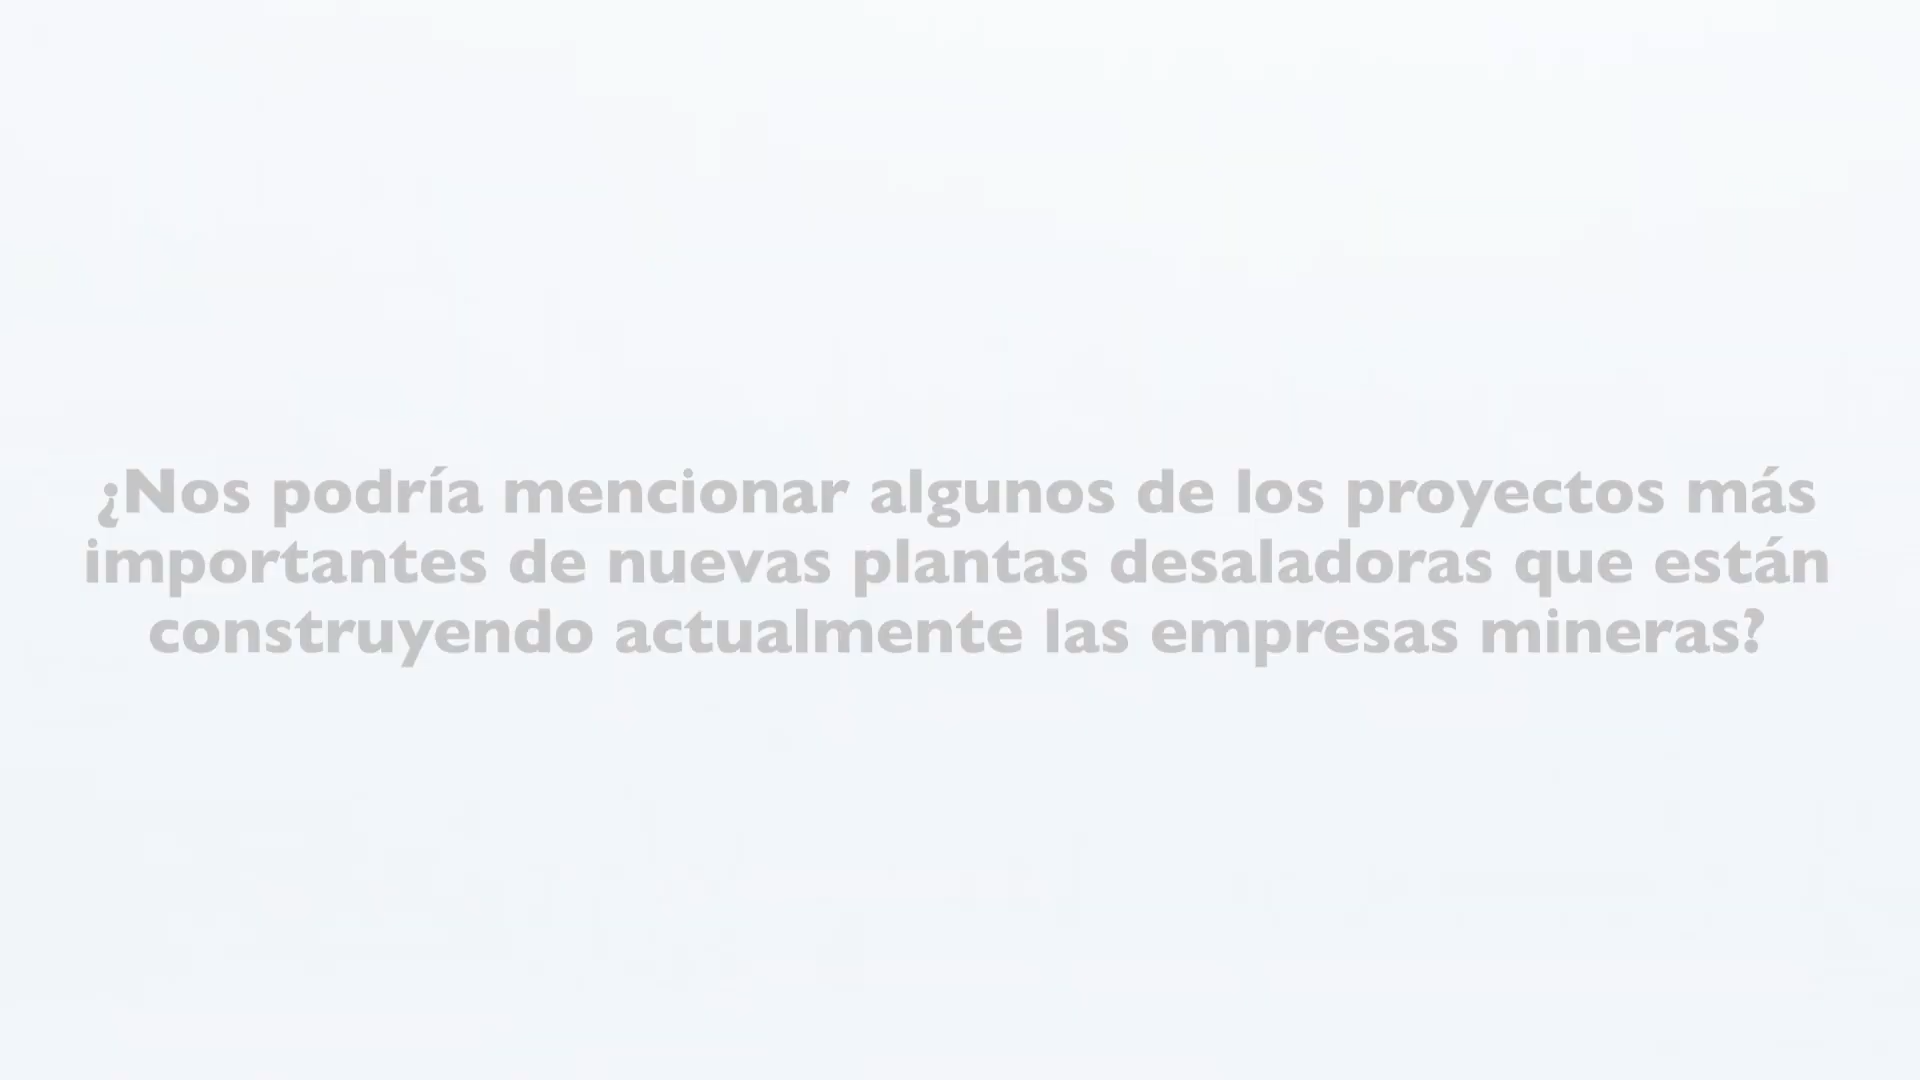 ¿Nos podría mencionar algunos de los proyectos más
importantes de nuevas plantas desaladoras que están
construyendo actualmente las empresas mineras?